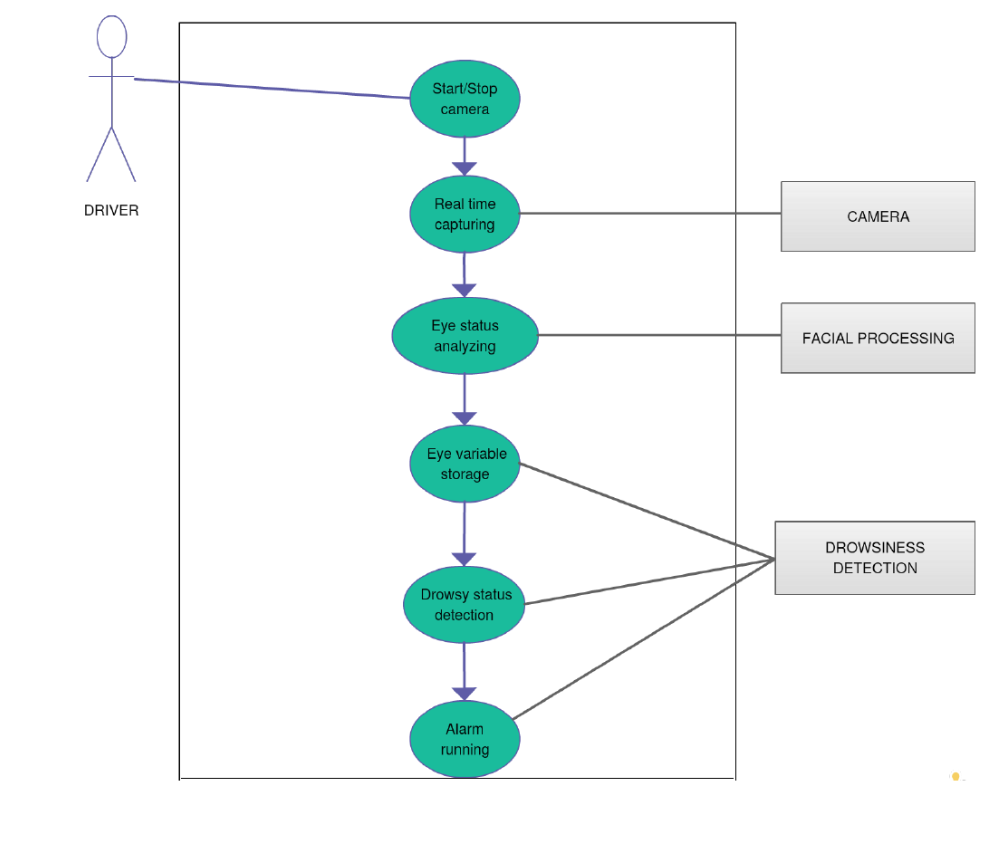 Start/Stop
camera
DRIVER
Real time
capturing
CAMERA
Eye status
analyzing
FACIAL PROCESSING
Eye variable
storage
DROWSINESS
DETECTION
Drowsy status
detection
Alarm
running